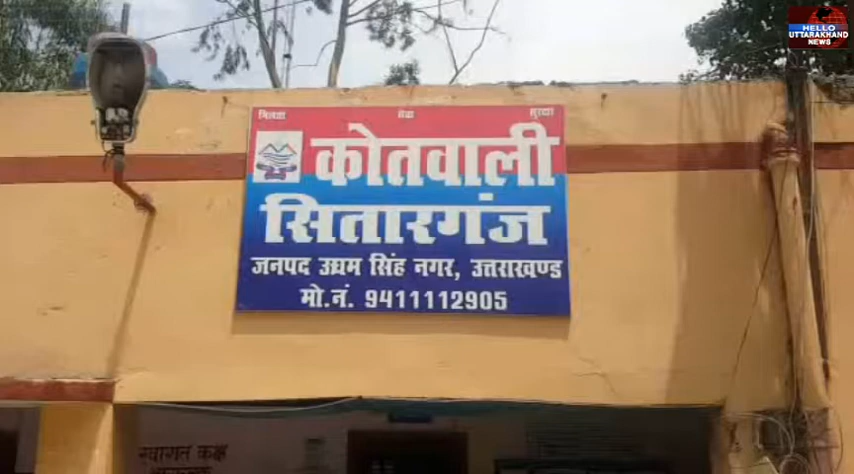 HELLO
UTTARAKHAND
NEWS
मित्रता सेवा सुरक्षा
कोतवाली
सितारगंज
जनपद उधम सिंह नगर, उत्तराखण्ड
मो.नं. 9411112905
स्वागत कक्ष